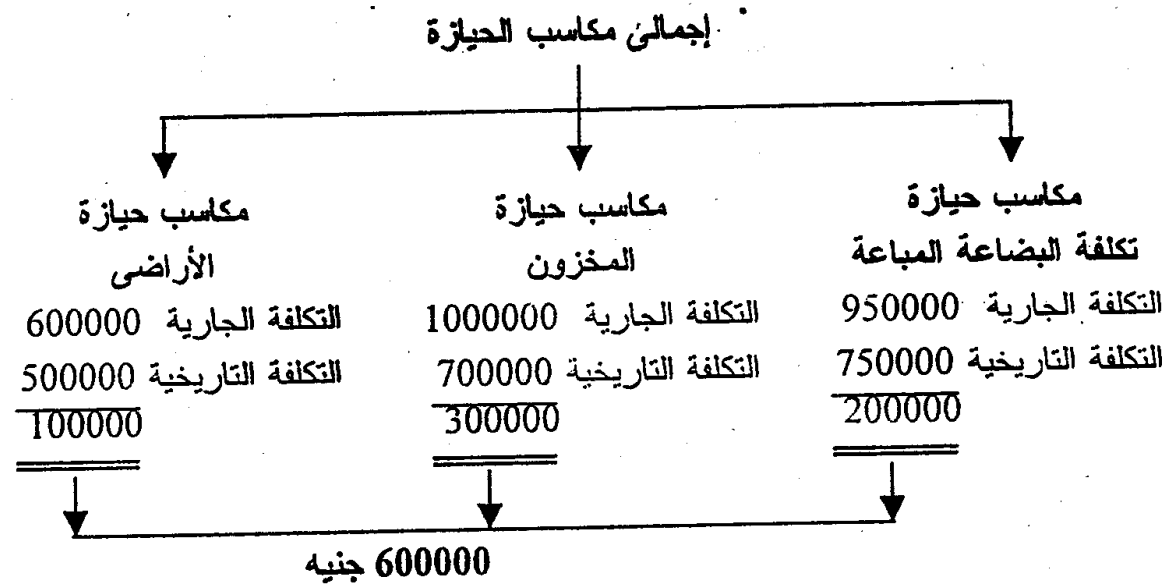 إجمالى مكاسب الحيازة
مكاسب حيازة
تكلفة البضاعة المباعة
التكلفة الجارية 950000
التكلفة التاريخية 750000
200000
مكاسب حيازة
المخزون
التكلفة الجارية 1000000
التكلفة التاريخية 700000
300000
مكاسب حيازة
الأراضى
التكلفة الجارية 600000
التكلفة التاريخية 500000
100000
600000 جنيه